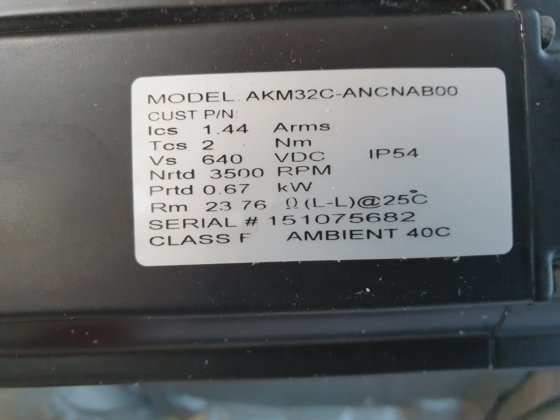 MODEL: AKM32C-ANCNAB00
CUST P/N:
Ics 1.44 Arms
Tcs 2 Nm
Vs 640 VDC IP54
Nrtd 3500 RPM
Prtd 0.67 kW
Rm 23.76 Ω(L-L)@25°C
SERIAL # 151075682
CLASS F AMBIENT 40C